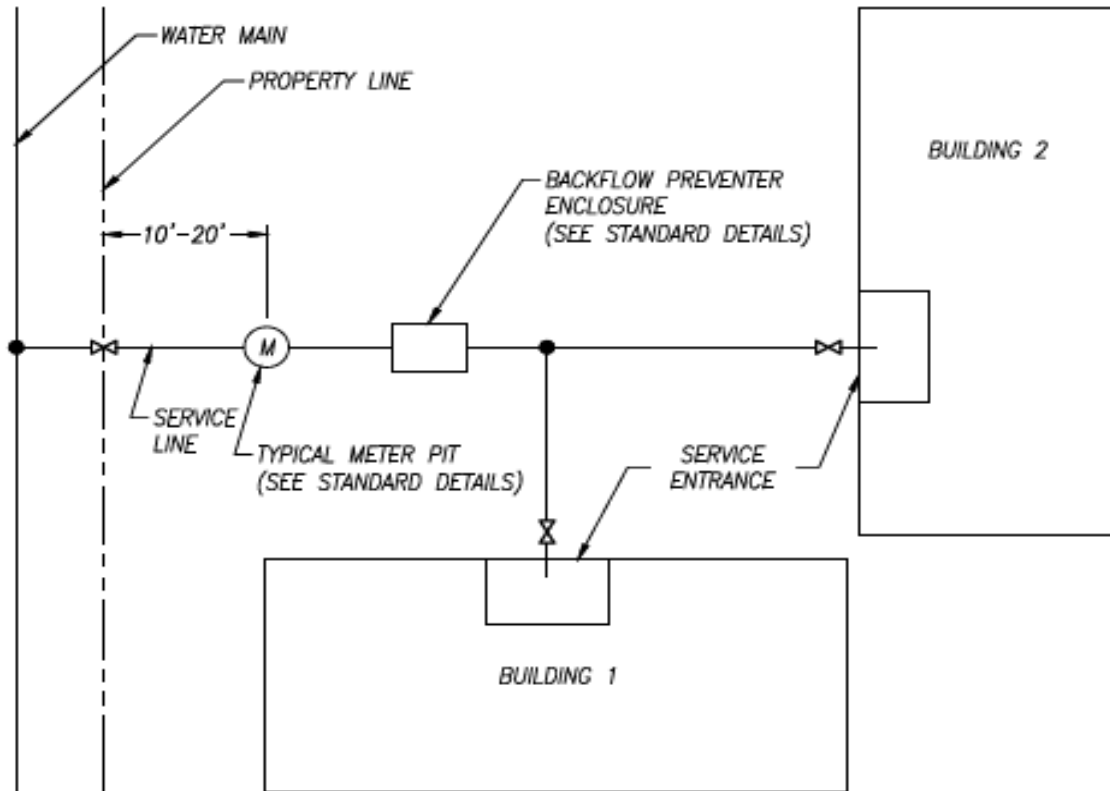 WATER MAIN
PROPERTY LINE
BUILDING 2
BACKFLOW PREVENTER
ENCLOSURE
(SEE STANDARD DETAILS)
10'-20'
M
SERVICE
LINE
TYPICAL METER PIT
(SEE STANDARD DETAILS)
SERVICE
ENTRANCE
BUILDING 1